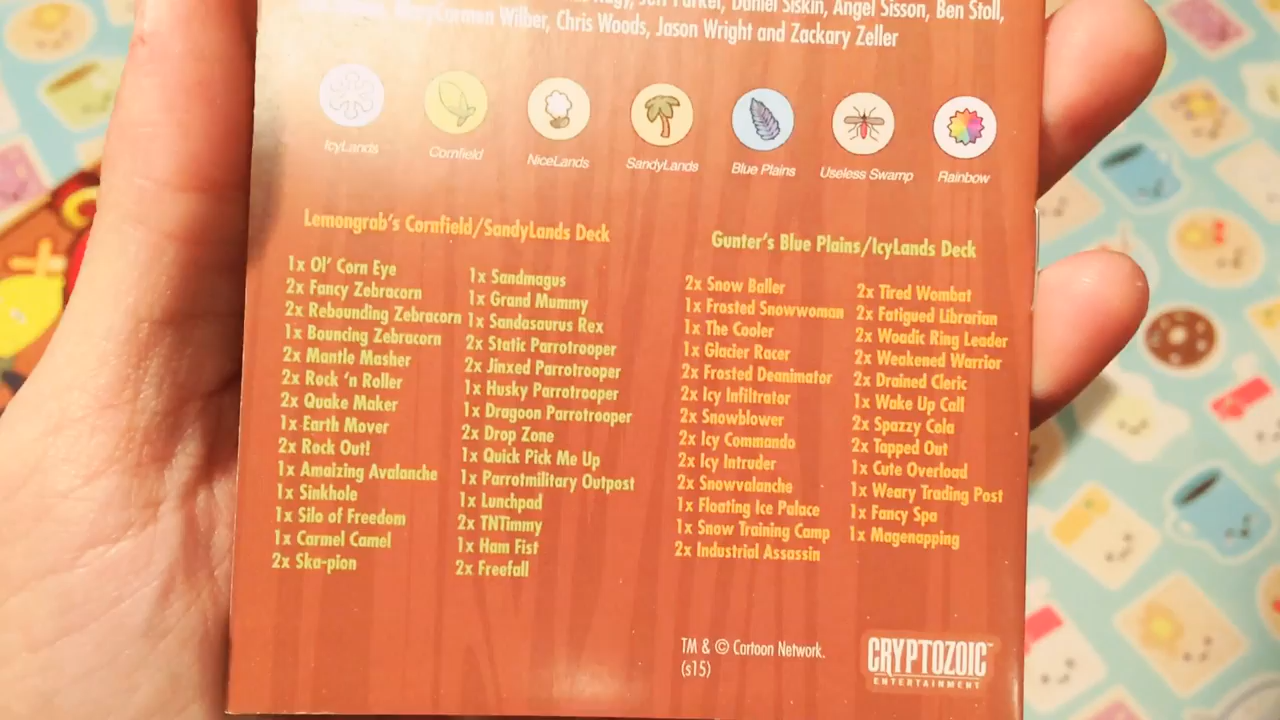 Parker, Daniel Siskin, Angel Sisson, Ben Stoll,
Wilber, Chris Woods, Jason Wright and Zackary Zeller
IcyLands
Cornfield
NiceLands
SandyLands
Blue Plains
Useless Swamp
Rainbow
Lemongrab's Cornfield/SandyLands Deck
1x Ol' Corn Eye
2x Fancy Zebracorn
2x Rebounding Zebracorn
1x Bouncing Zebracorn
2x Mantle Masher
2x Rock 'n Roller
2x Quake Maker
1x Earth Mover
2x Rock Out!
1x Amaizing Avalanche
1x Sinkhole
1x Silo of Freedom
1x Carmel Camel
2x Ska-pion
1x Sandmagus
1x Grand Mummy
1x Sandasaurus Rex
2x Static Parrotrooper
2x Jinxed Parrotrooper
1x Husky Parrotrooper
1x Dragoon Parrotrooper
2x Drop Zone
1x Quick Pick Me Up
1x Parrotmilitary Outpost
1x Lunchpad
2x TNTimmy
1x Ham Fist
2x Freefall
Gunter's Blue Plains/IcyLands Deck
2x Snow Baller
1x Frosted Snowwoman
1x The Cooler
1x Glacier Racer
2x Frosted Deanimator
2x Icy Infiltrator
2x Snowblower
2x Icy Commando
2x Icy Intruder
2x Snowvalanche
1x Floating Ice Palace
1x Snow Training Camp
2x Industrial Assassin
2x Tired Wombat
2x Fatigued Librarian
2x Woadic Ring Leader
2x Weakened Warrior
2x Drained Cleric
1x Wake Up Call
2x Spazzy Cola
2x Tapped Out
1x Cute Overload
1x Weary Trading Post
1x Fancy Spa
1x Magenapping
TM & © Cartoon Network.
(s15)
CRYPTOZOIC™
ENTERTAINMENT